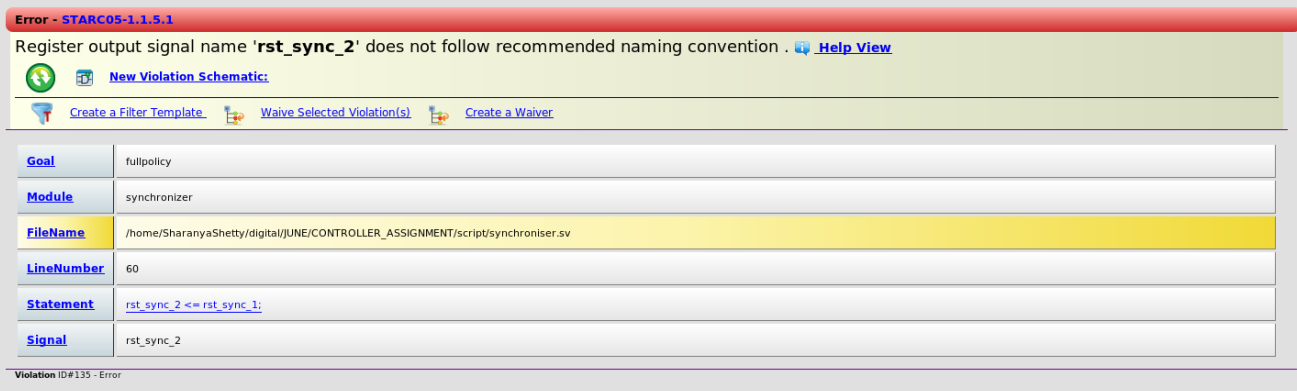 Error - STARC05-1.1.5.1
Register output signal name 'rst_sync_2' does not follow recommended naming convention . Help View
New Violation Schematic:
Create a Filter Template Waive Selected Violation(s) Create a Waiver
Goal fullpolicy
Module synchronizer
FileName /home/SharanyaShetty/digital/JUNE/CONTROLLER_ASSIGNMENT/script/synchroniser.sv
LineNumber 60
Statement rst_sync_2 <= rst_sync_1;
Signal rst_sync_2
Violation ID#135 - Error